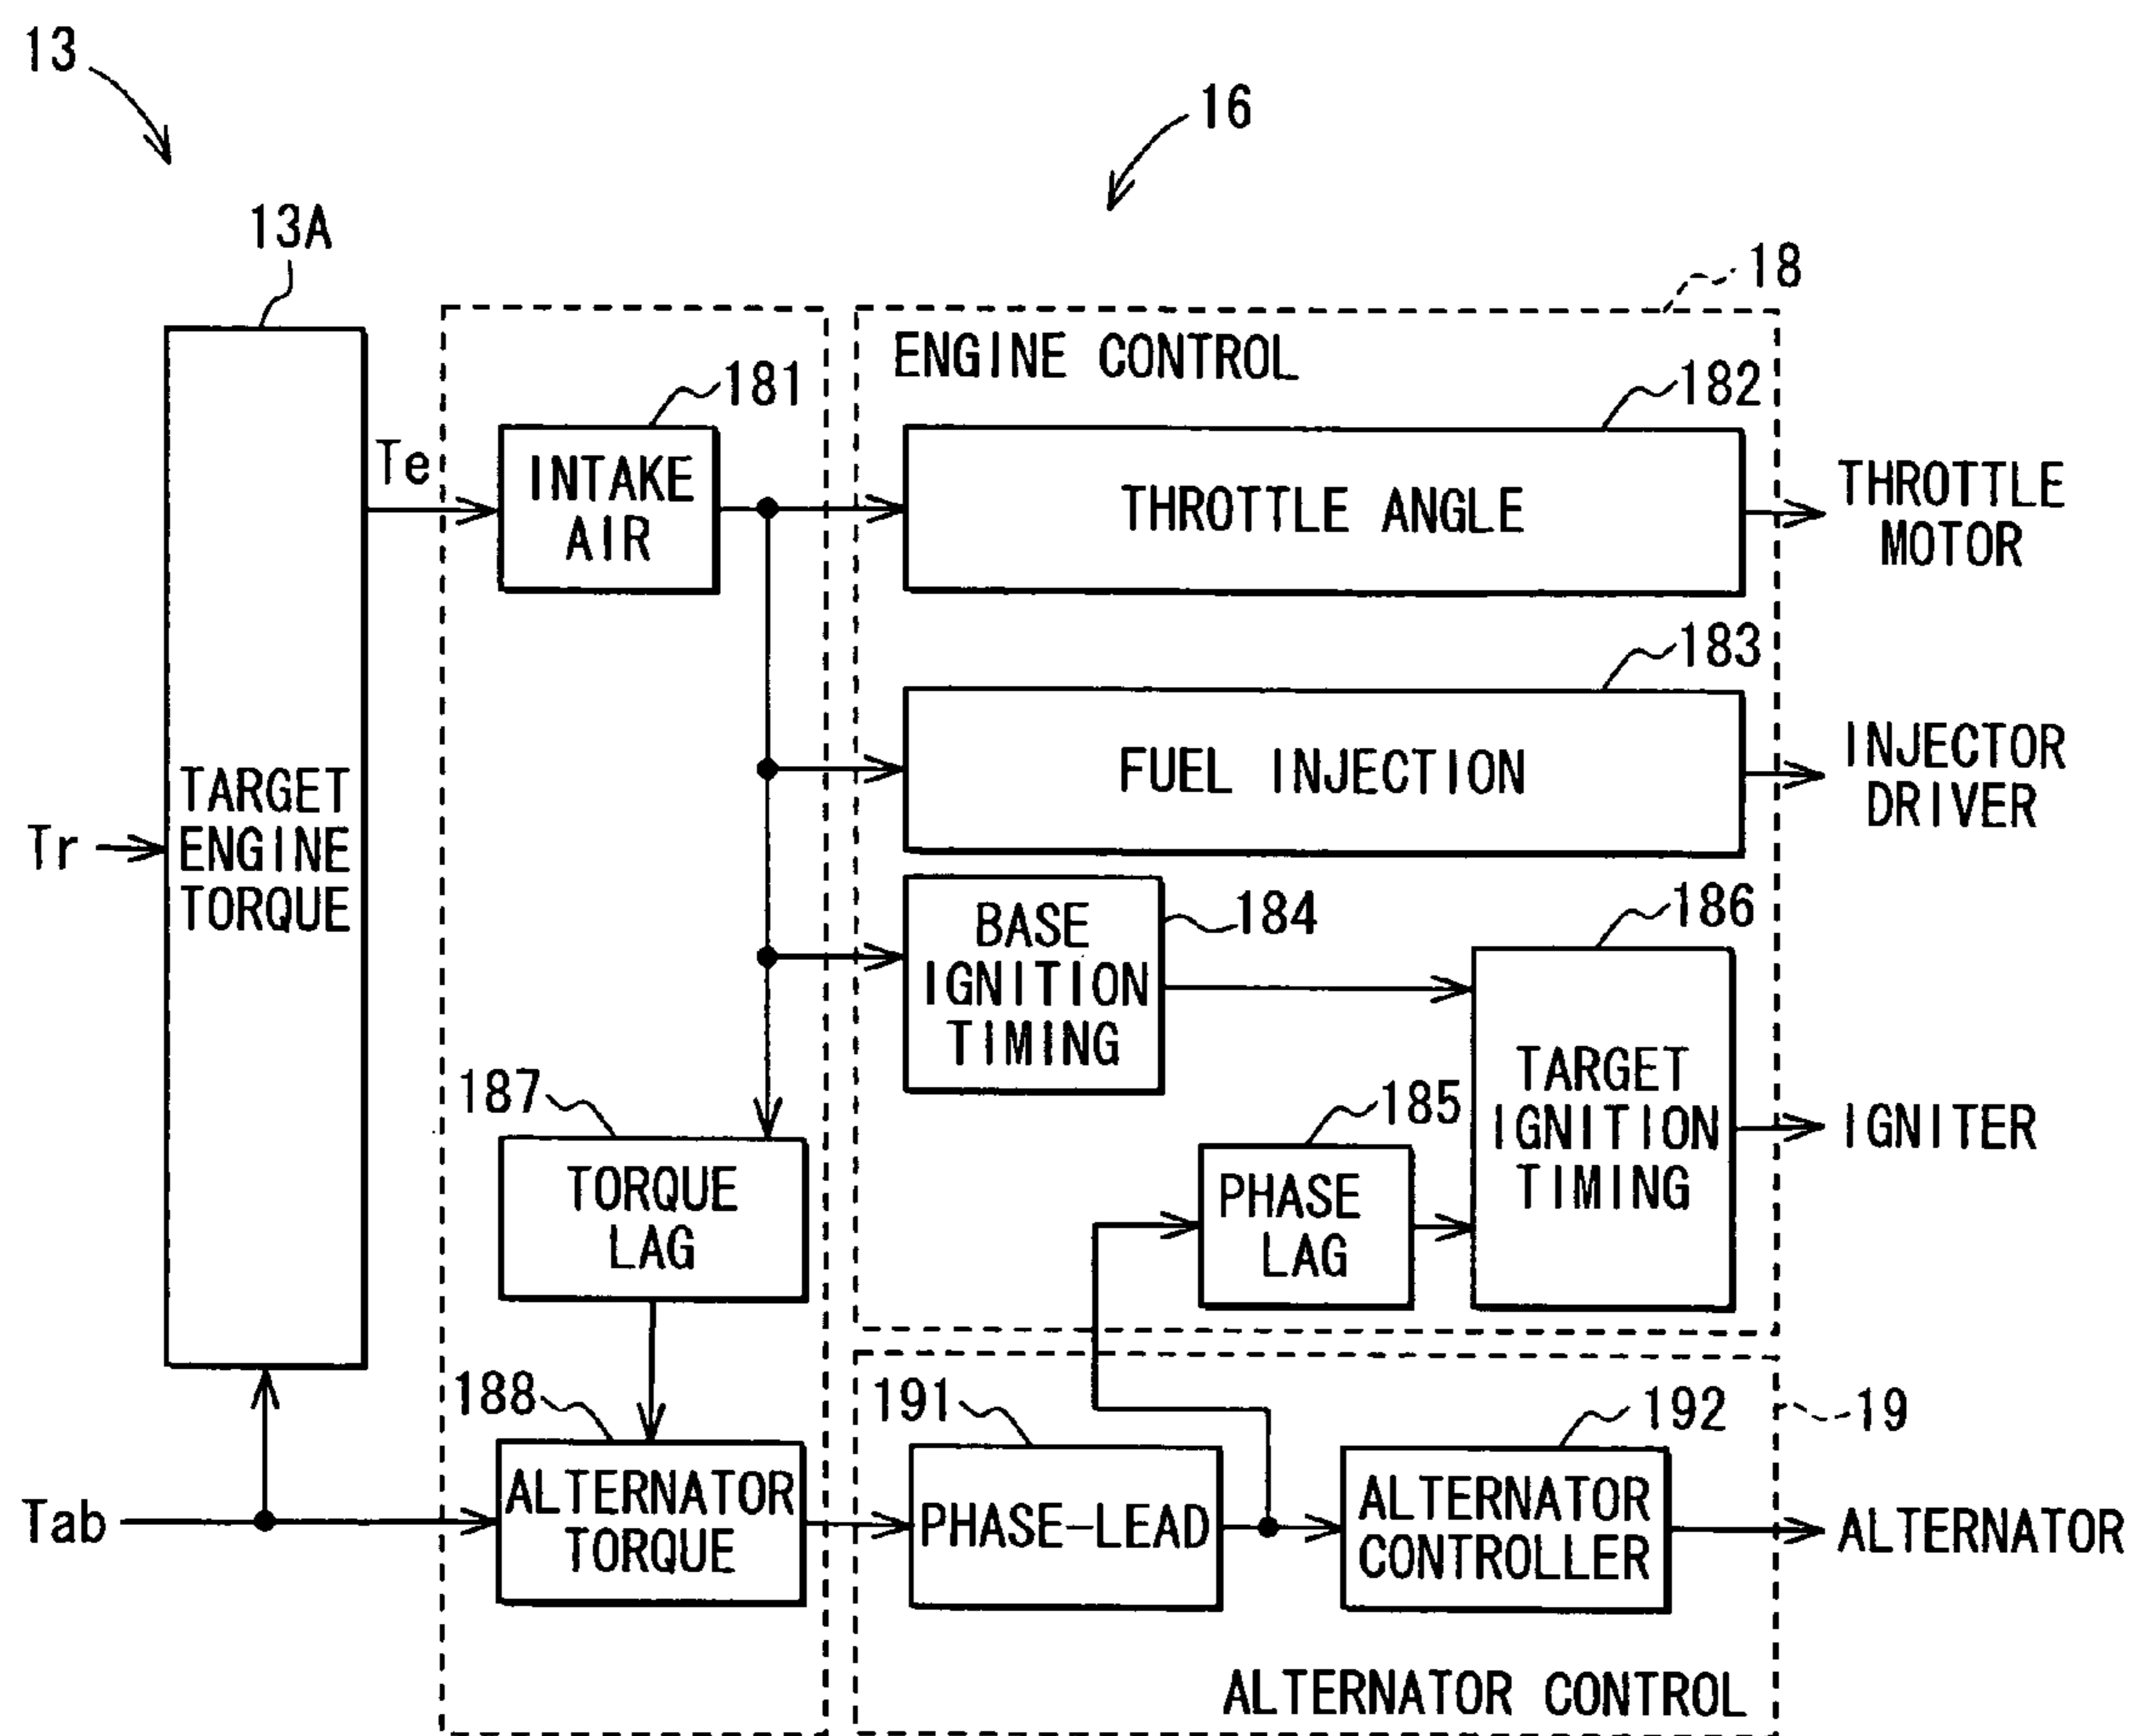 13
16
13A
18
ENGINE CONTROL
181
182
Te
INTAKE
AIR
THROTTLE ANGLE
THROTTLE
MOTOR
183
FUEL INJECTION
INJECTOR
DRIVER
Tr
TARGET
ENGINE
TORQUE
BASE
IGNITION
TIMING
184
186
187
185
TARGET
IGNITION
TIMING
IGNITER
TORQUE
LAG
PHASE
LAG
188
191
192
19
Tab
ALTERNATOR
TORQUE
PHASE-LEAD
ALTERNATOR
CONTROLLER
ALTERNATOR
ALTERNATOR CONTROL